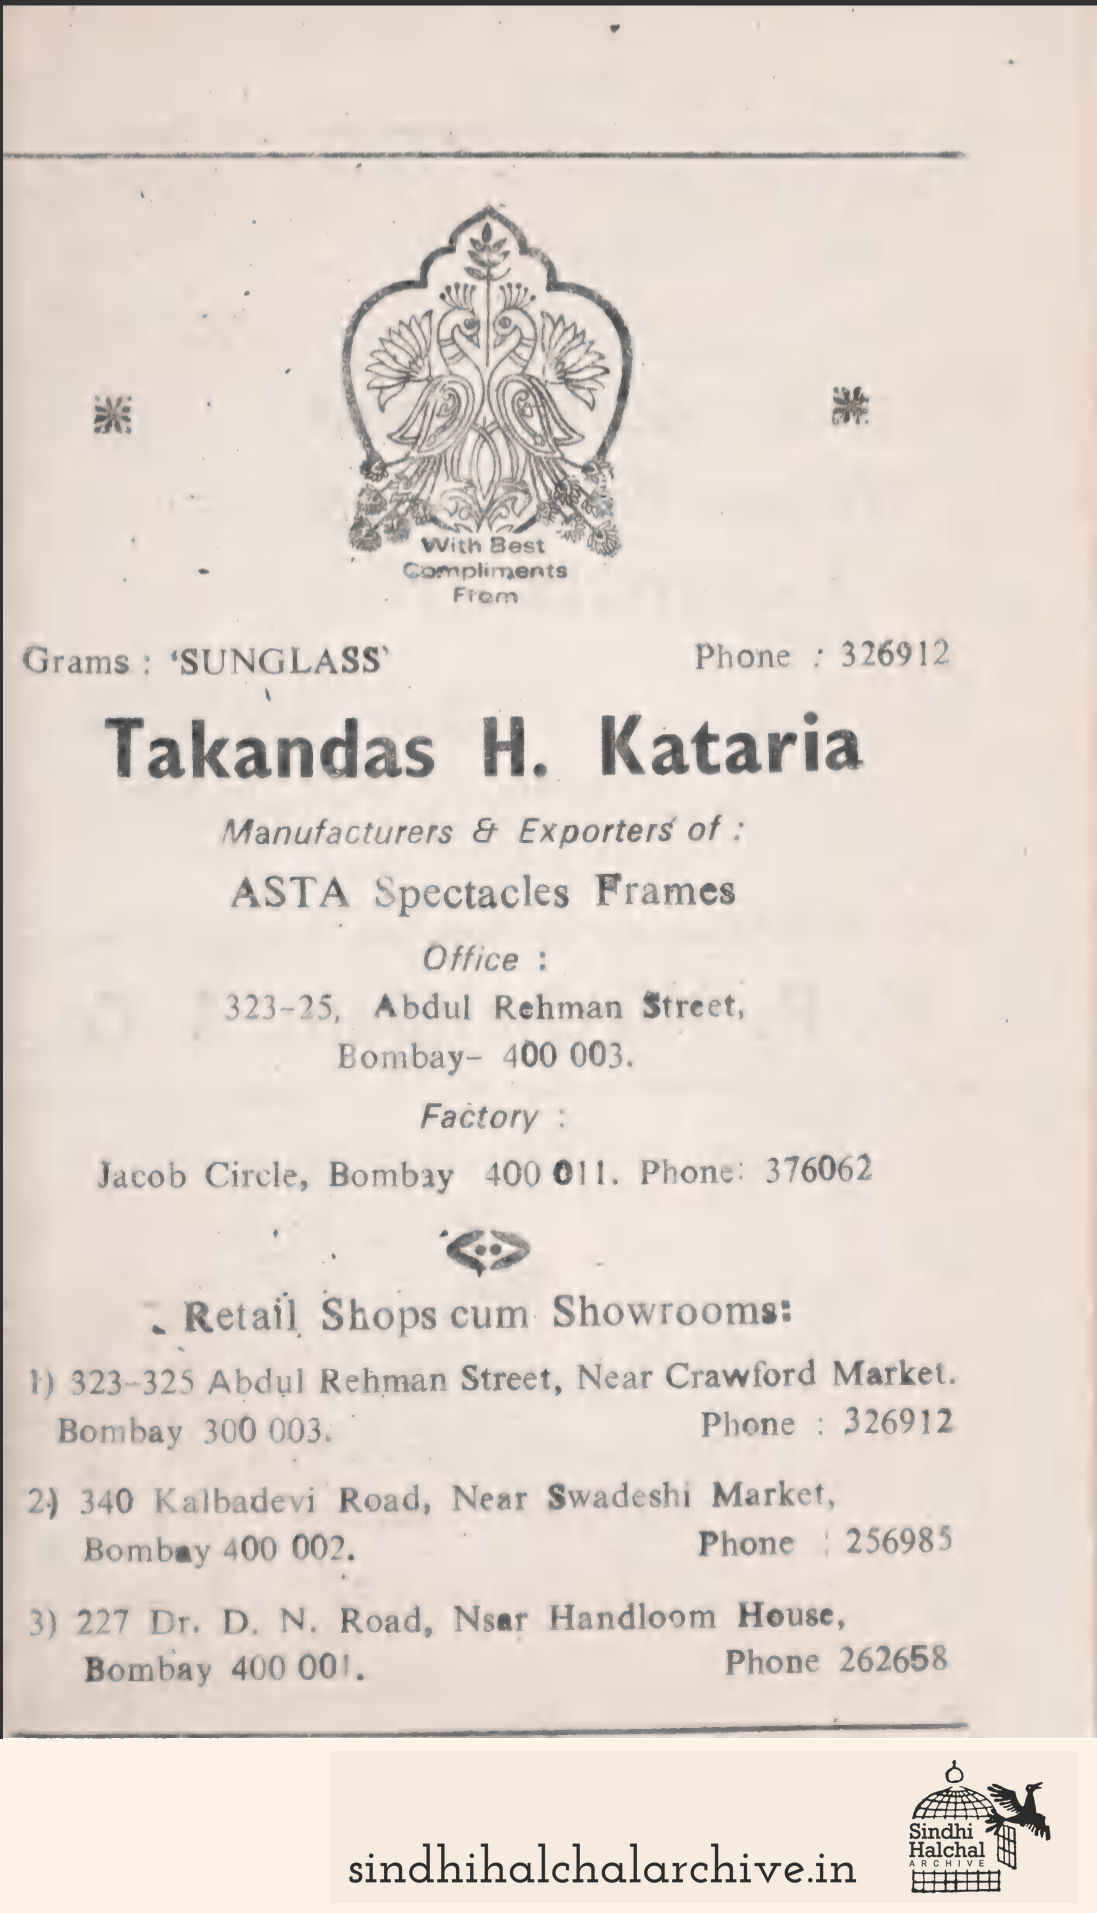 With Best
Compliments
From
Grams : ‘SUNGLASS’ Phone : 326912
Takandas H. Kataria
Manufacturers & Exporters of :
ASTA Spectacles Frames
Office :
323-25, Abdul Rehman Street,
Bombay- 400 003.
Factory :
Jacob Circle, Bombay 400 011. Phone: 376062
Retail Shops cum Showrooms:
1) 323-325 Abdul Rehman Street, Near Crawford Market.
Bombay 300 003. Phone : 326912
2) 340 Kalbadevi Road, Near Swadeshi Market,
Bombay 400 002. Phone : 256985
3) 227 Dr. D. N. Road, Nsar Handloom House,
Bombay 400 001. Phone 262658
sindhihalchalarchive.in
Sindhi
Halchal
ARCHIVE